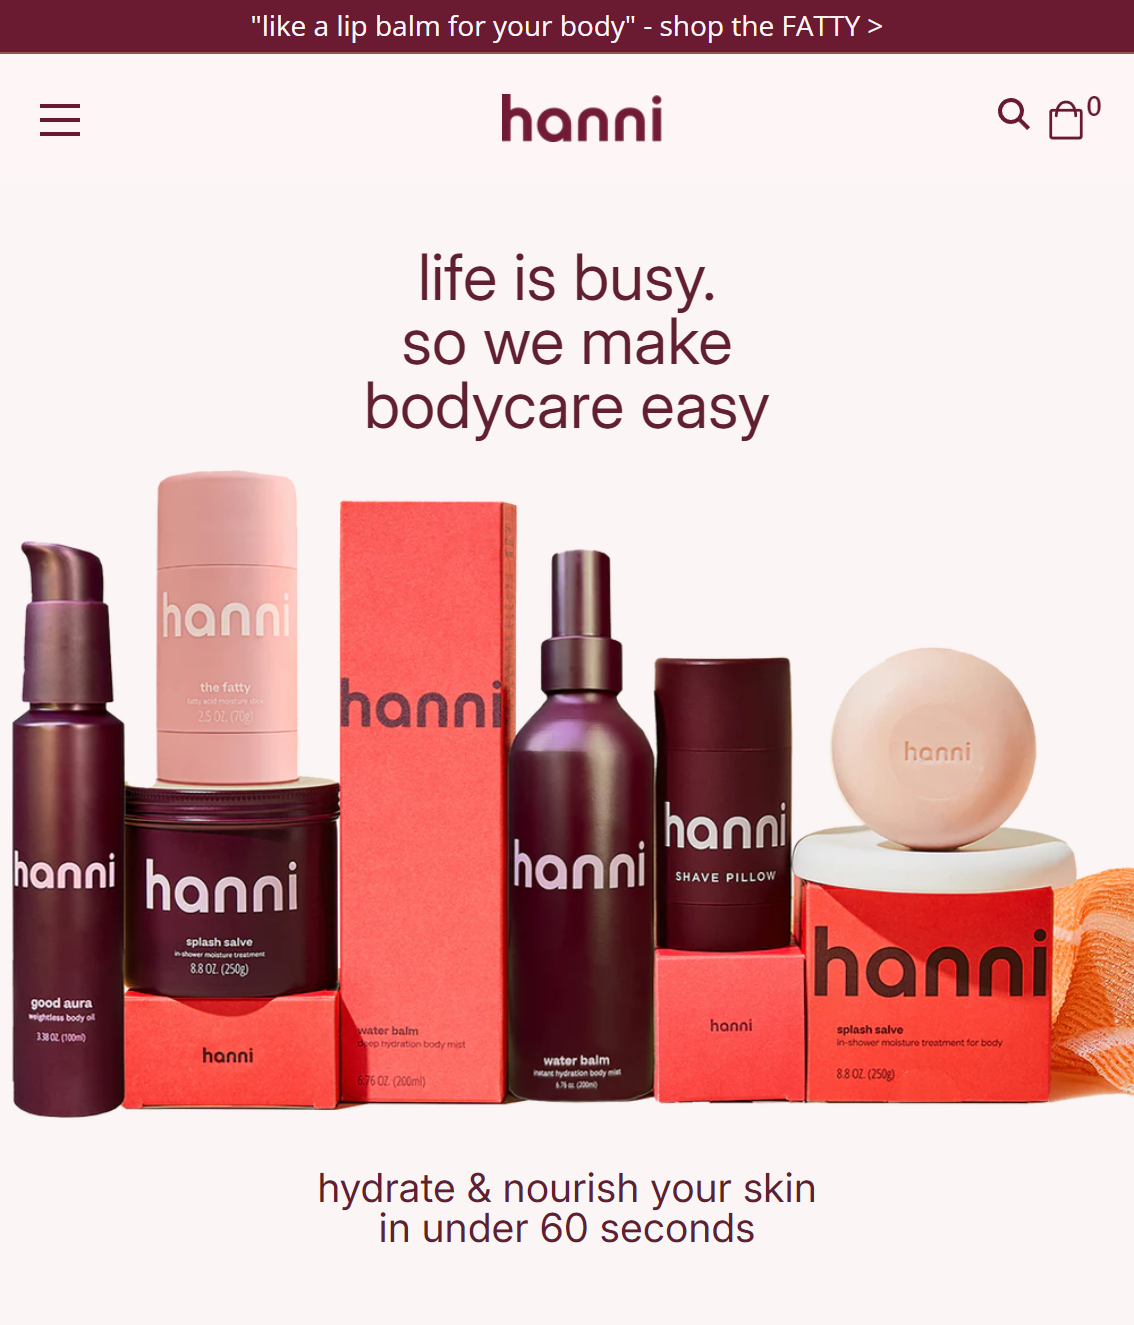 "like a lip balm for your body" - shop the FATTY >
hanni
0
life is busy.
so we make
bodycare easy
hanni
the fatty
fatty acid moisture stick
2.5 OZ. (70g)
hanni
water balm
deep hydration body mist
6.76 OZ. (200ml)
hanni
good aura
weightless body oil
3.38 OZ. (100ml)
hanni
splash salve
in-shower moisture treatment
8.8 OZ. (250g)
hanni
hanni
water balm
instant hydration body mist
6.76 oz. (200ml)
hanni
SHAVE PILLOW
hanni
hanni
hanni
splash salve
in-shower moisture treatment for body
8.8 OZ. (250g)
hydrate & nourish your skin
in under 60 seconds